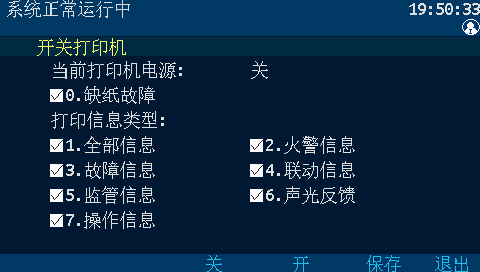 系统正常运行中 19:50:33
开关打印机
当前打印机电源: 关
☑0.缺纸故障
打印信息类型:
☑1.全部信息 ☑2.火警信息
☑3.故障信息 ☑4.联动信息
☑5.监管信息 ☑6.声光反馈
☑7.操作信息
关 开 保存 退出